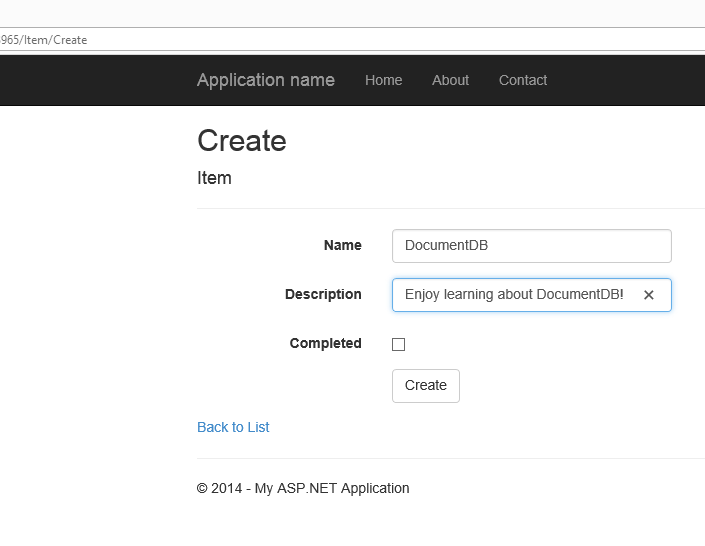 965/Item/Create
Application name Home About Contact
Create
Item
Name DocumentDB
Description Enjoy learning about DocumentDB!
Completed
Create
Back to List
© 2014 - My ASP.NET Application